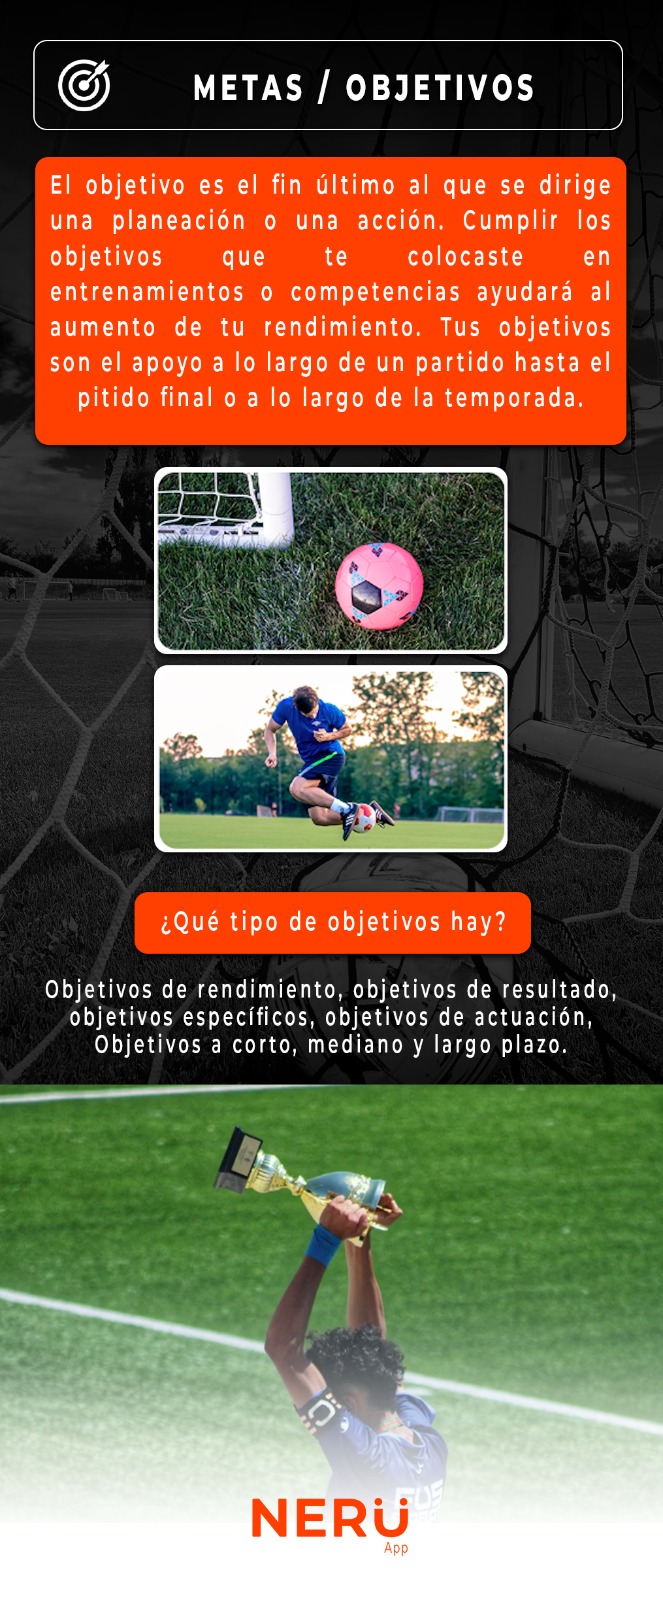 METAS / OBJETIVOS
El objetivo es el fin último al que se dirige
una planeación o una acción. Cumplir los
objetivos que te colocaste en
entrenamientos o competencias ayudará al
aumento de tu rendimiento. Tus objetivos
son el apoyo a lo largo de un partido hasta el
pitido final o a lo largo de la temporada.
¿Qué tipo de objetivos hay?
Objetivos de rendimiento, objetivos de resultado,
objetivos específicos, objetivos de actuación,
Objetivos a corto, mediano y largo plazo.
NERÜ
App